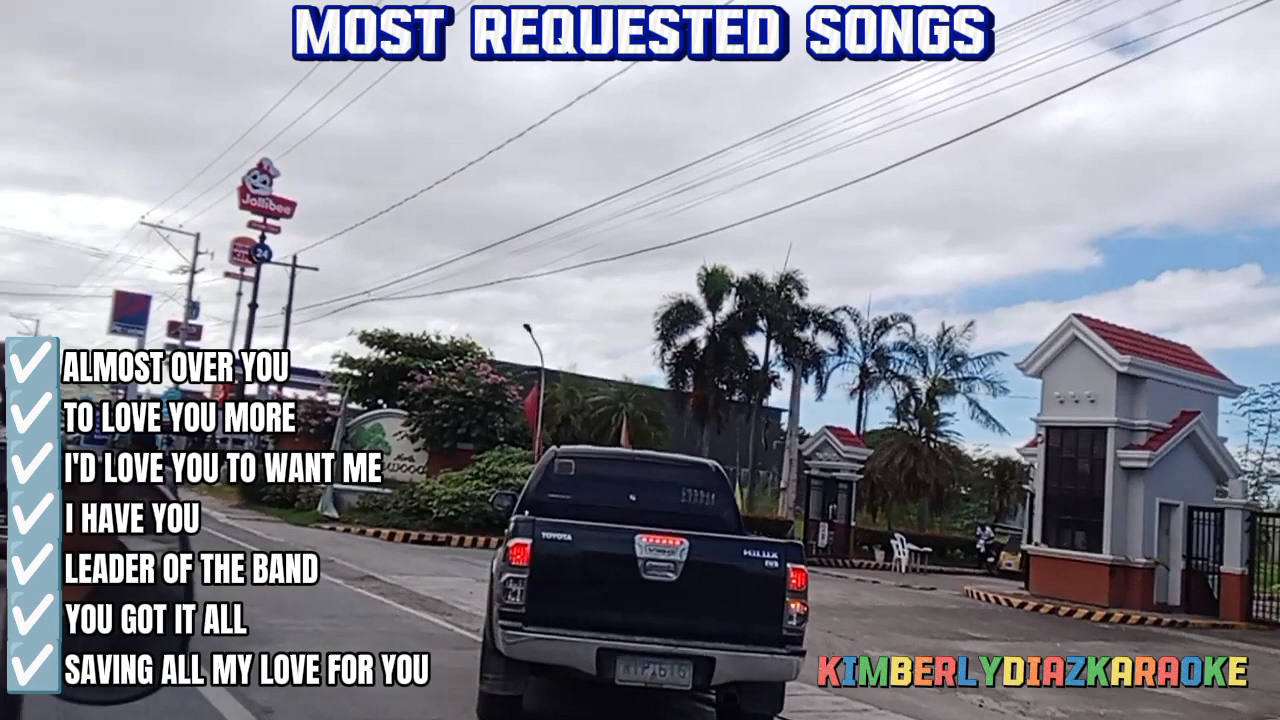 MOST REQUESTED SONGS
Jollibee
24
ALMOST OVER YOU
TO LOVE YOU MORE
I'D LOVE YOU TO WANT ME
I HAVE YOU
LEADER OF THE BAND
YOU GOT IT ALL
SAVING ALL MY LOVE FOR YOU
TOYOTA
HILUX
KIMBERLYDIAZKARAOKE